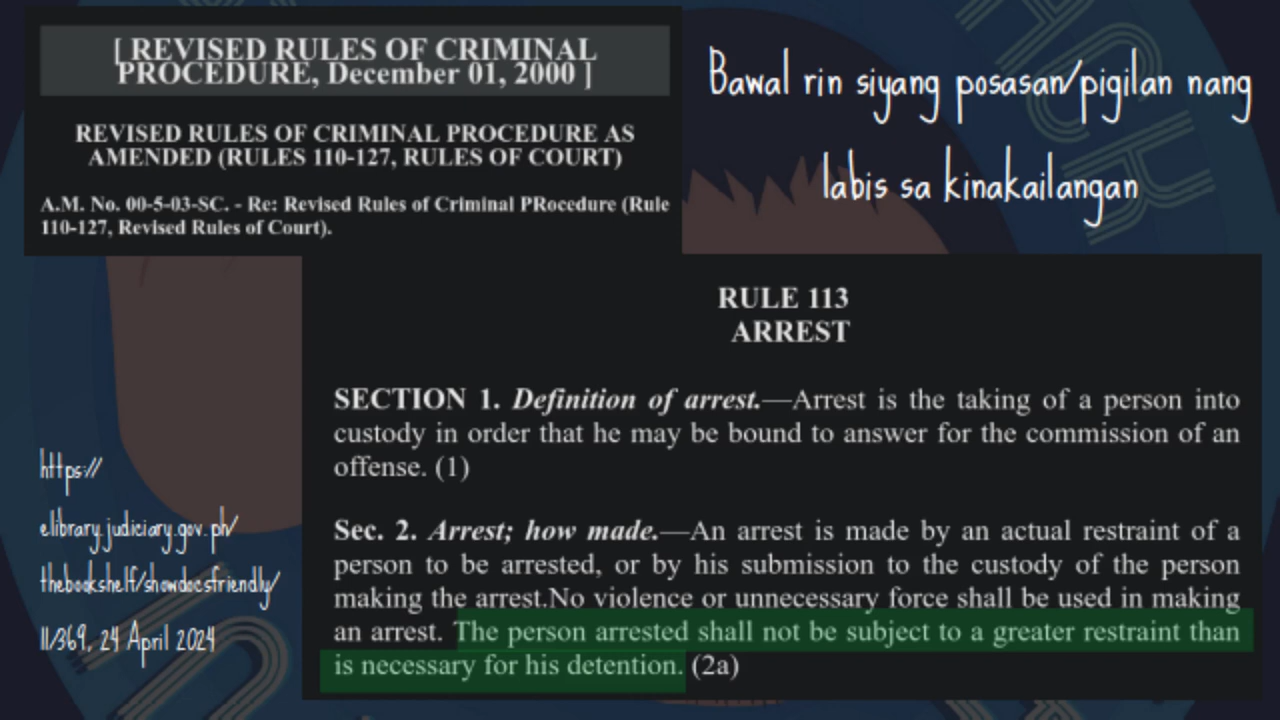 [ REVISED RULES OF CRIMINAL
PROCEDURE, December 01, 2000 ]
REVISED RULES OF CRIMINAL PROCEDURE AS
AMENDED (RULES 110-127, RULES OF COURT)
A.M. No. 00-5-03-SC. - Re: Revised Rules of Criminal PRocedure (Rule
110-127, Revised Rules of Court).
Bawal rin siyang posasan/pigilan nang
labis sa kinakailangan
RULE 113
ARREST
SECTION 1. Definition of arrest.—Arrest is the taking of a person into
custody in order that he may be bound to answer for the commission of an
offense. (1)
Sec. 2. Arrest; how made.—An arrest is made by an actual restraint of a
person to be arrested, or by his submission to the custody of the person
making the arrest.No violence or unnecessary force shall be used in making
an arrest. The person arrested shall not be subject to a greater restraint than
is necessary for his detention. (2a)
https://
elibrary.judiciary.gov.ph/
thebookshelf/showdocsfriendly/
11/369, 24 April 2024